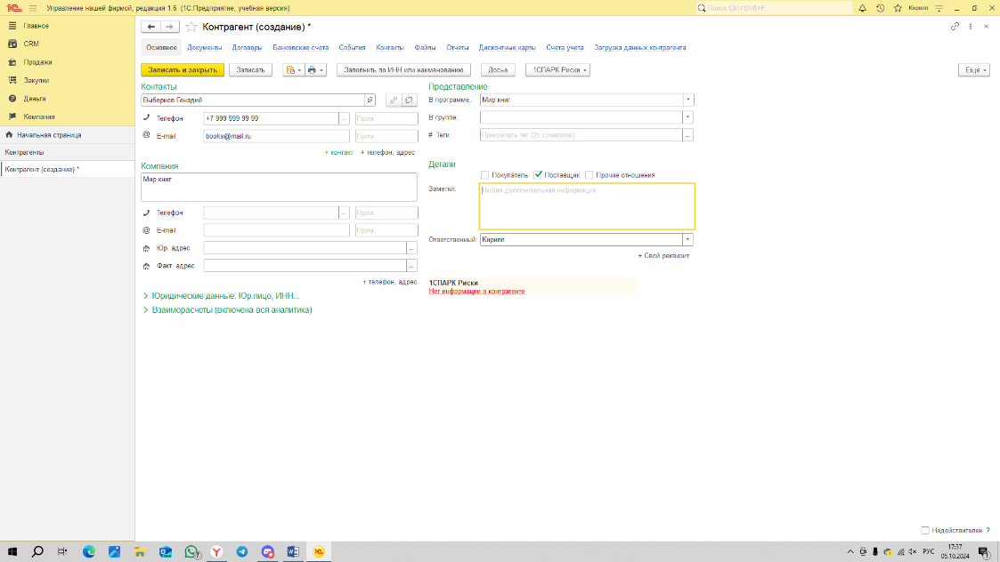 Управление нашей фирмой, редакция 1.6 (1С:Предприятие, учебная версия)
Поиск Ctrl+Shift+F
Кирилл
Главное
CRM
Продажи
Закупки
Деньги
Компания
Начальная страница
Контрагенты
Контрагент (создание) *
Контрагент (создание) *
Основное Документы Договоры Банковские счета События Контакты Файлы Отчеты Дисконтные карты Счета учета Загрузка данных контрагента
Записать и закрыть Записать Заполнить по ИНН или наименованию Досье 1СПАРК Риски Еще
Контакты
Выборнов Генадий
Телефон +7 999 999 99 99 ... Прим.
E-mail books@mail.ru Прим.
+ контакт + телефон, адрес
Компания
Мир книг
Телефон ... Прим.
E-mail Прим.
Юр. адрес ...
Факт. адрес ...
+ телефон, адрес
Юридические данные: Юр.лицо, ИНН...
Взаиморасчеты (включена вся аналитика)
Представление
В программе: Мир книг
В группе:
# Теги: Прикрепить тег (25 символов) ...
Детали
Покупатель Поставщик Прочие отношения
Заметки: Любая дополнительная информация
Ответственный: Кирилл
+ Свой реквизит
1СПАРК Риски
Нет информации о контрагенте
Недействителен ?
РУС
17:37
05.10.2024